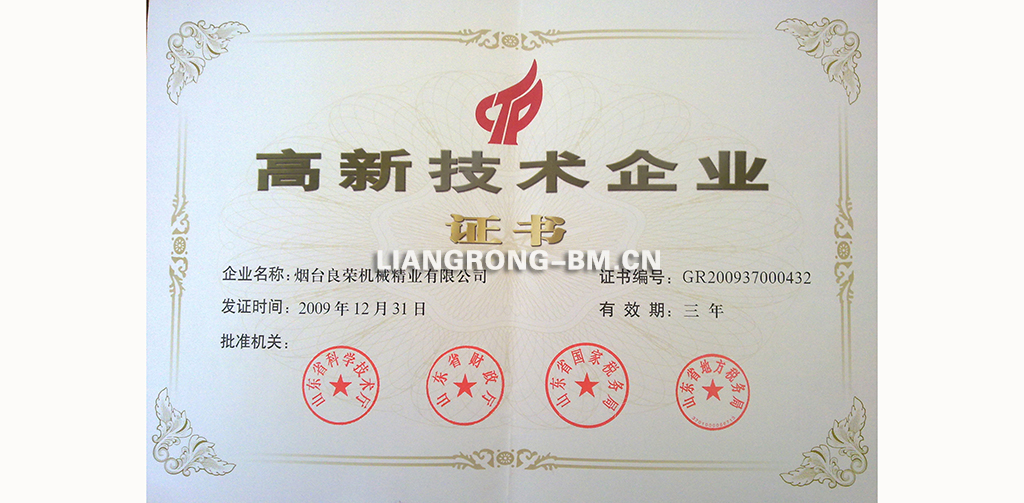 CTP
高新技术企业
证书
LIANGRONG-BM.CN
企业名称：烟台良荣机械精业有限公司
证书编号：GR200937000432
发证时间：2009年12月31日
有效期：三年
批准机关：
山东省科学技术厅
山东省财政厅
山东省国家税务局
山东省地方税务局